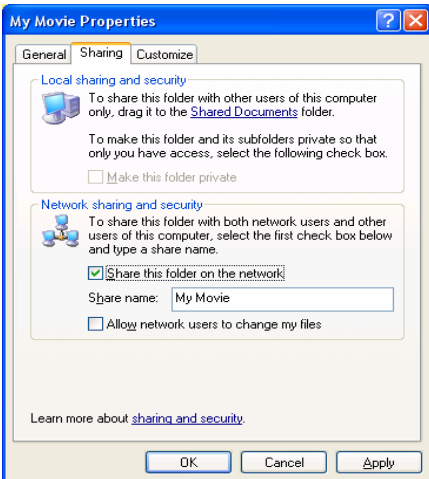 My Movie Properties
General Sharing Customize
Local sharing and security
To share this folder with other users of this computer
only, drag it to the Shared Documents folder.
To make this folder and its subfolders private so that
only you have access, select the following check box.
Make this folder private
Network sharing and security
To share this folder with both network users and other
users of this computer, select the first check box below
and type a share name.
Share this folder on the network
Share name: My Movie
Allow network users to change my files
Learn more about sharing and security.
OK Cancel Apply